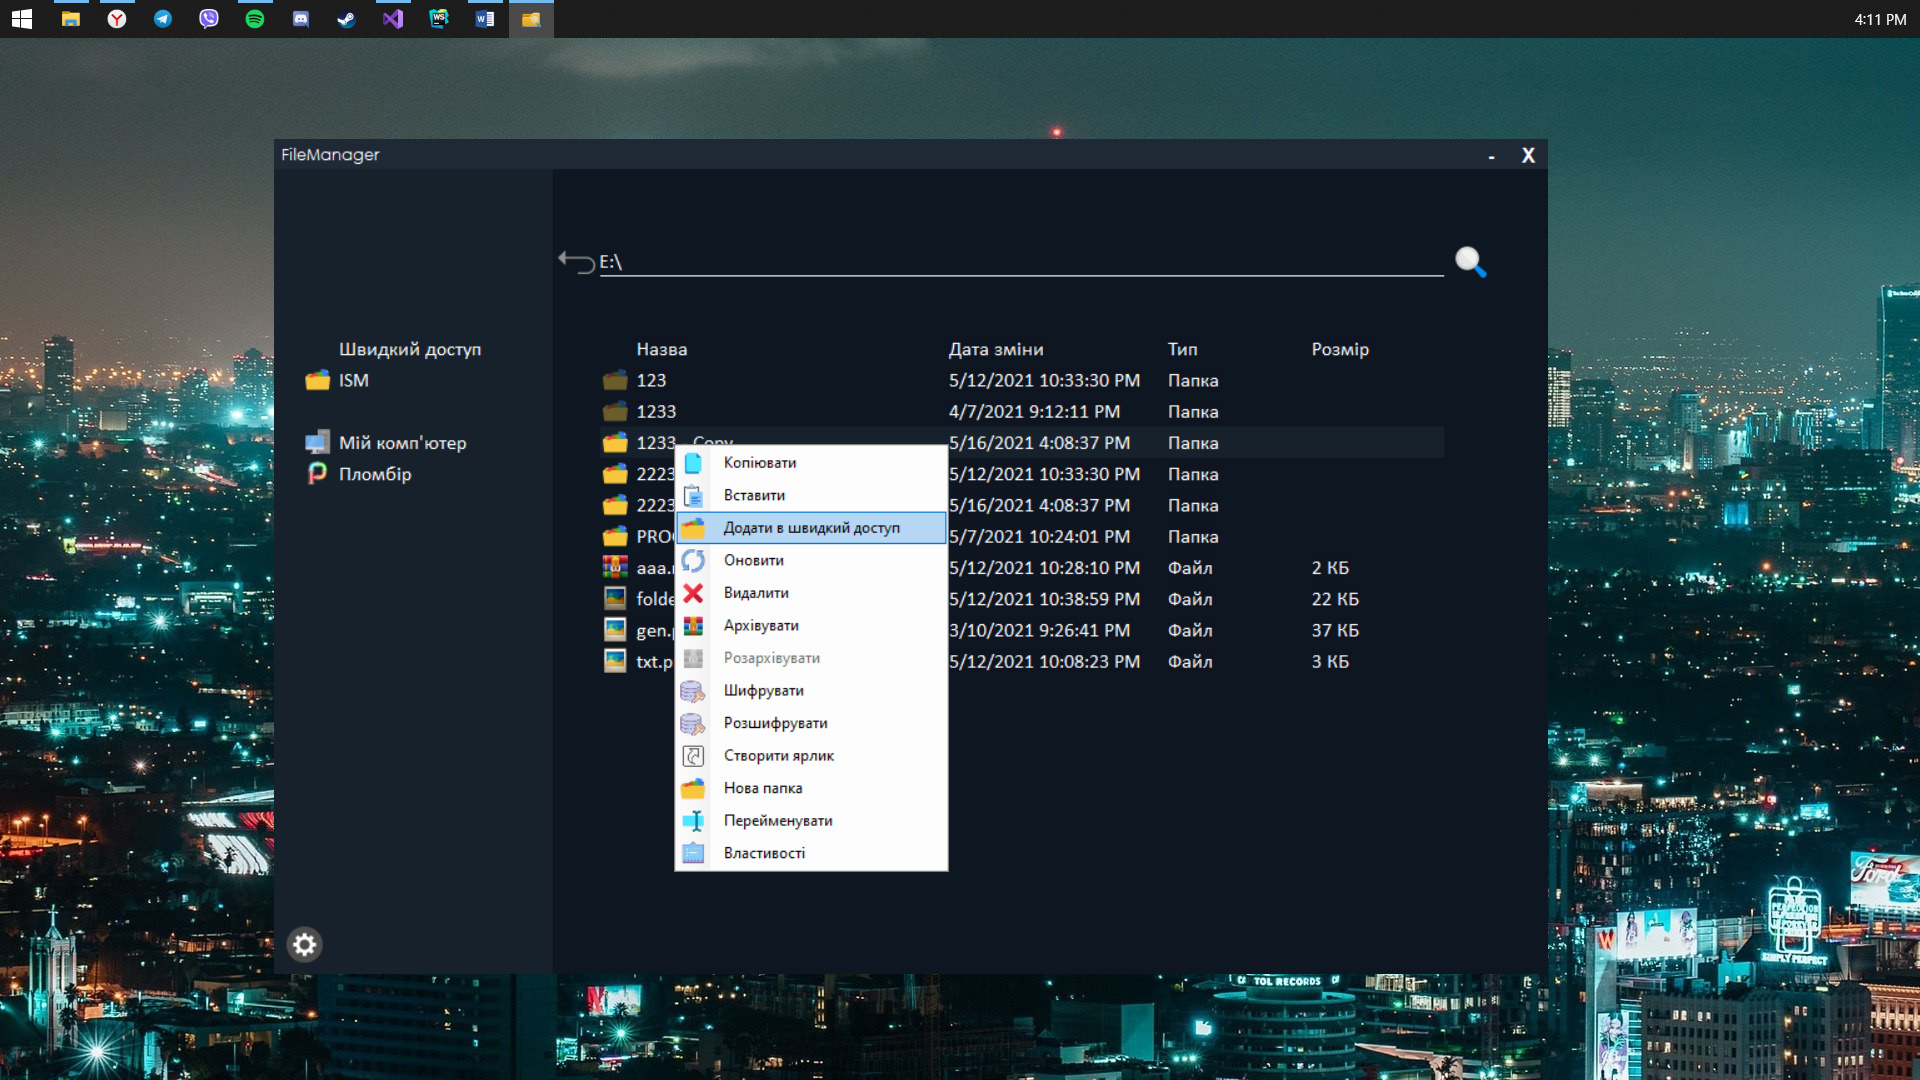 4:11 PM
FileManager
- X
E:\
Швидкий доступ
ISM
Мій комп'ютер
Пломбір
Назва Дата зміни Тип Розмір
123 5/12/2021 10:33:30 PM Папка
1233 4/7/2021 9:12:11 PM Папка
1233 - Copy 5/16/2021 4:08:37 PM Папка
2223 5/12/2021 10:33:30 PM Папка
2223 5/16/2021 4:08:37 PM Папка
PRO 5/7/2021 10:24:01 PM Папка
aaa. 5/12/2021 10:28:10 PM Файл 2 КБ
folde 5/12/2021 10:38:59 PM Файл 22 КБ
gen. 3/10/2021 9:26:41 PM Файл 37 КБ
txt.p 5/12/2021 10:08:23 PM Файл 3 КБ
Копіювати
Вставити
Додати в швидкий доступ
Оновити
Видалити
Архівувати
Розархівувати
Шифрувати
Розшифрувати
Створити ярлик
Нова папка
Перейменувати
Властивості
Ford
SIMPLY PERFECT
TOL RECORDS